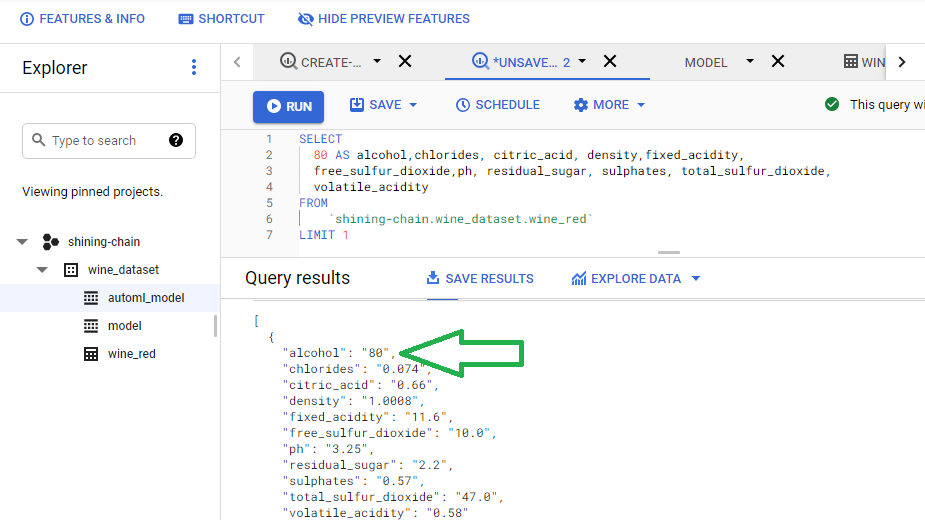 FEATURES & INFO SHORTCUT HIDE PREVIEW FEATURES
Explorer
Type to search
Viewing pinned projects.
shining-chain
wine_dataset
automl_model
model
wine_red
CREATE-... *UNSAVE... 2 MODEL WIN
RUN SAVE SCHEDULE MORE This query wi
1 SELECT
2 80 AS alcohol,chlorides, citric_acid, density,fixed_acidity,
3 free_sulfur_dioxide,ph, residual_sugar, sulphates, total_sulfur_dioxide,
4 volatile_acidity
5 FROM
6 `shining-chain.wine_dataset.wine_red`
7 LIMIT 1
Query results SAVE RESULTS EXPLORE DATA
[
{
"alcohol": "80",
"chlorides": "0.074",
"citric_acid": "0.66",
"density": "1.0008",
"fixed_acidity": "11.6",
"free_sulfur_dioxide": "10.0",
"ph": "3.25",
"residual_sugar": "2.2",
"sulphates": "0.57",
"total_sulfur_dioxide": "47.0",
"volatile_acidity": "0.58"